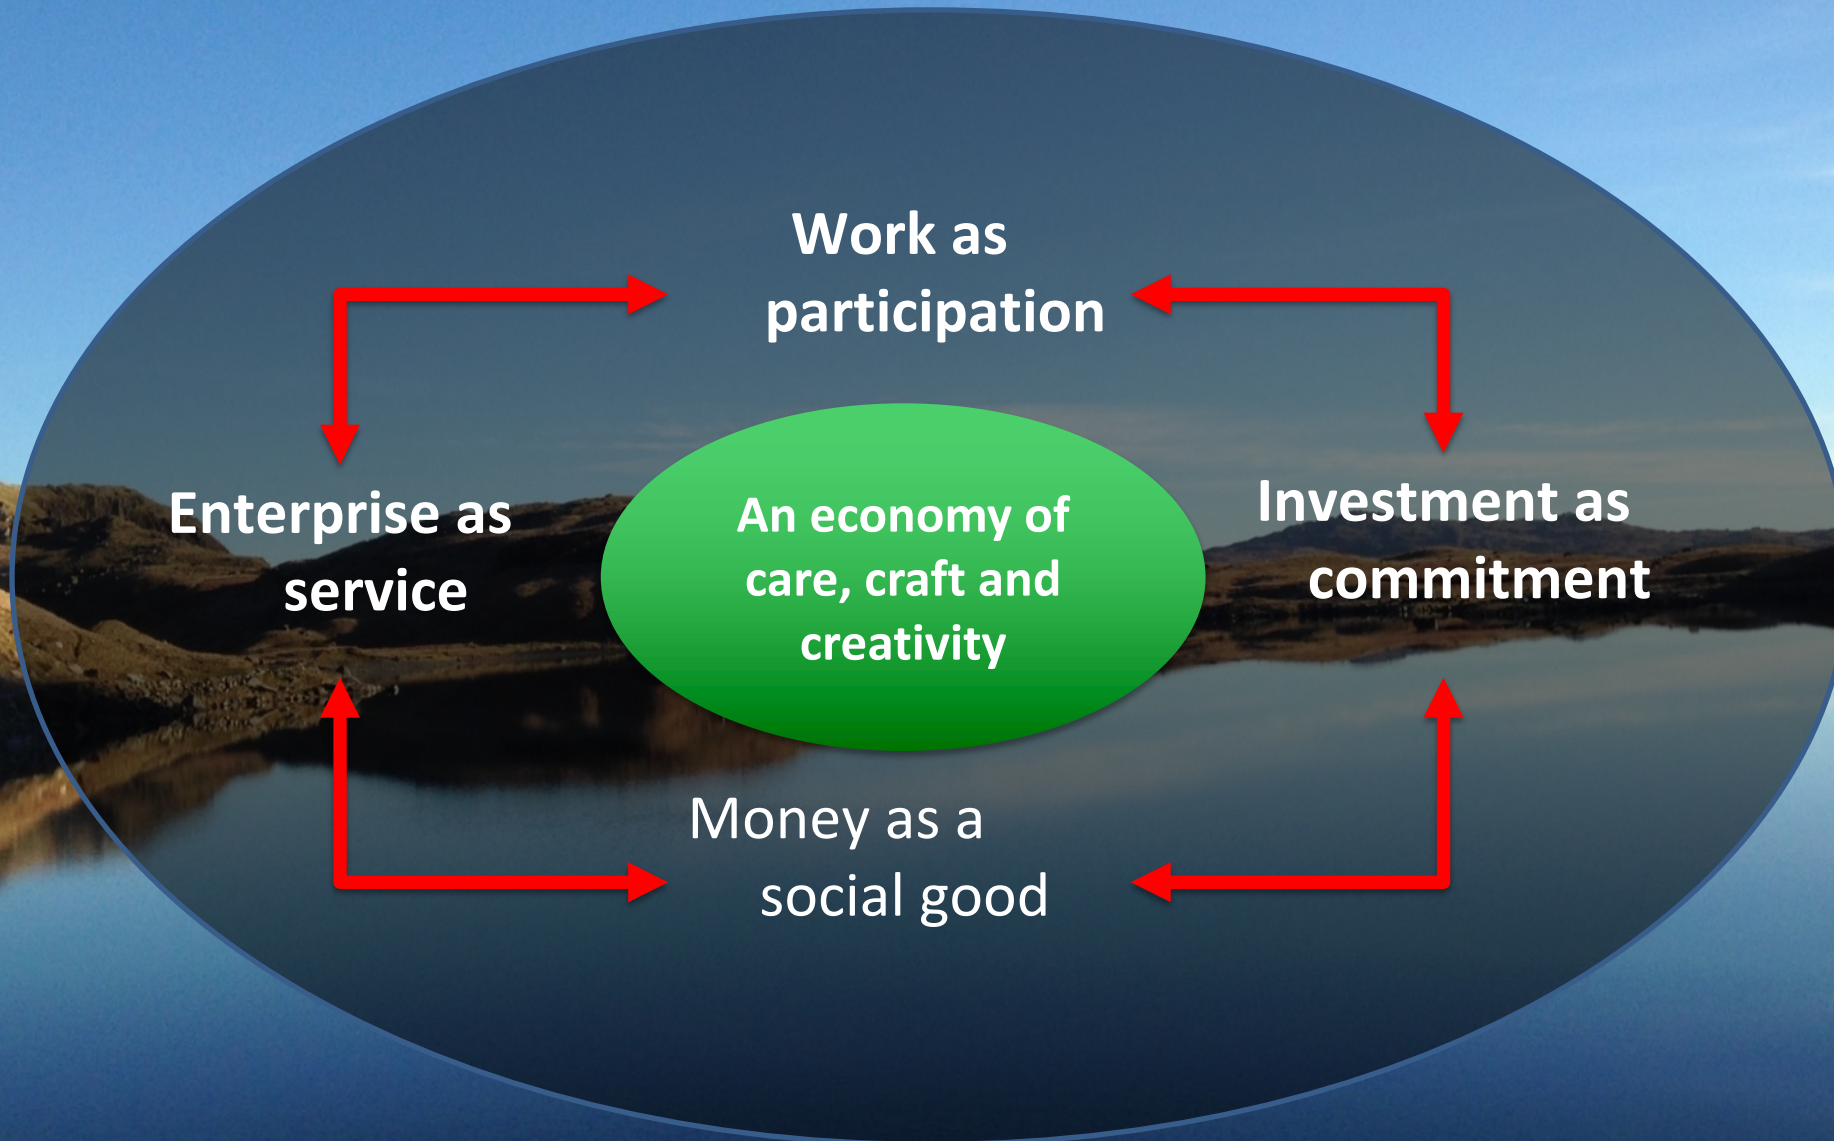 Work as
participation
Enterprise as
service
An economy of
care, craft and
creativity
Investment as
commitment
Money as a
social good